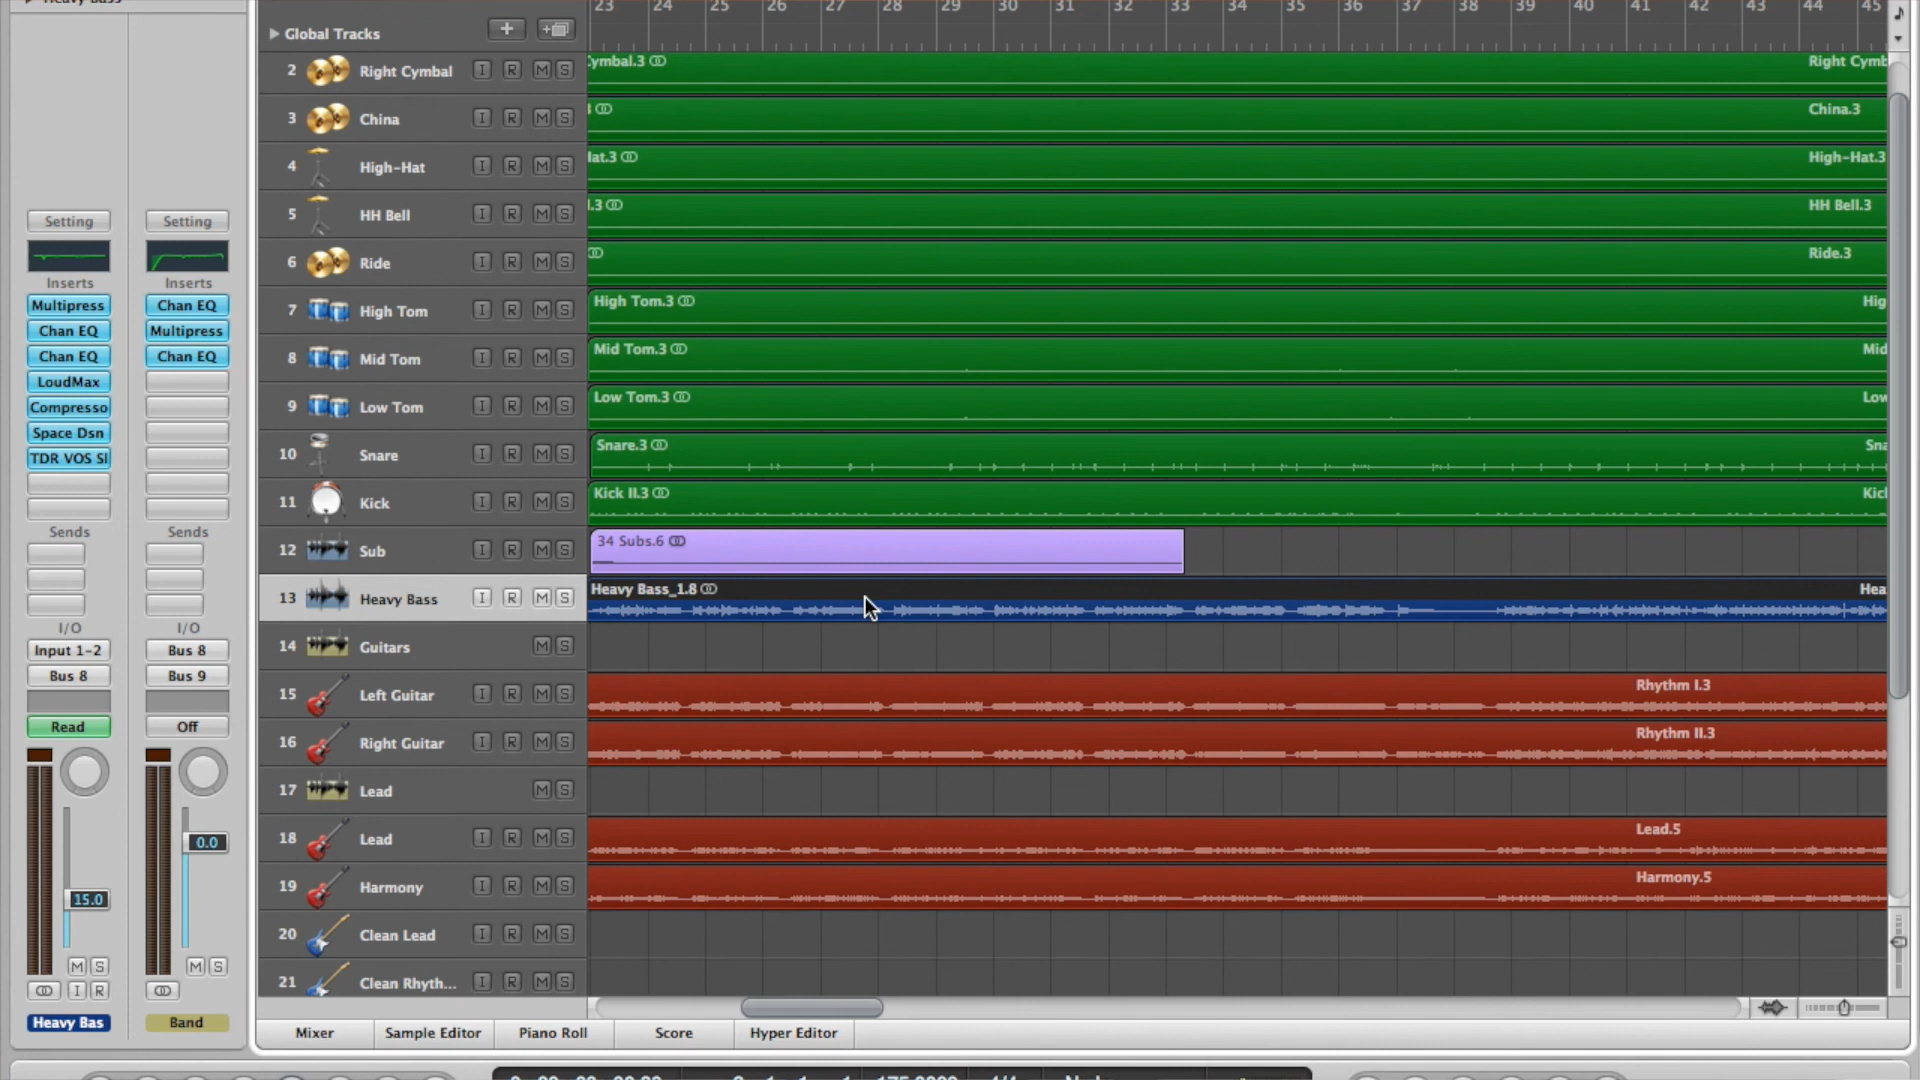 Heavy Bass
Setting
Setting
Inserts
Inserts
Multipress
Chan EQ
Chan EQ
Multipress
Chan EQ
Chan EQ
LoudMax
Compresso
Space Dsn
TDR VOS Sl
Sends
Sends
I/O
I/O
Input 1-2
Bus 8
Bus 8
Bus 9
Read
Off
0.0
15.0
M S
M S
I R
Heavy Bas
Band
Global Tracks
23 24 25 26 27 28 29 30 31 32 33 34 35 36 37 38 39 40 41 42 43 44 45
2 Right Cymbal I R M S
Cymbal.3
Right Cymb
3 China I R M S
China.3
4 High-Hat I R M S
Hat.3
High-Hat.3
5 HH Bell I R M S
l.3
HH Bell.3
6 Ride I R M S
Ride.3
7 High Tom I R M S
High Tom.3
Hig
8 Mid Tom I R M S
Mid Tom.3
Mid
9 Low Tom I R M S
Low Tom.3
Low
10 Snare I R M S
Snare.3
Sna
11 Kick I R M S
Kick II.3
Kicl
12 Sub I R M S
34 Subs.6
13 Heavy Bass I R M S
Heavy Bass_1.8
Hea
14 Guitars M S
15 Left Guitar I R M S
Rhythm I.3
16 Right Guitar I R M S
Rhythm II.3
17 Lead M S
18 Lead I R M S
Lead.5
19 Harmony I R M S
Harmony.5
20 Clean Lead I R M S
21 Clean Rhyth... I R M S
Mixer
Sample Editor
Piano Roll
Score
Hyper Editor